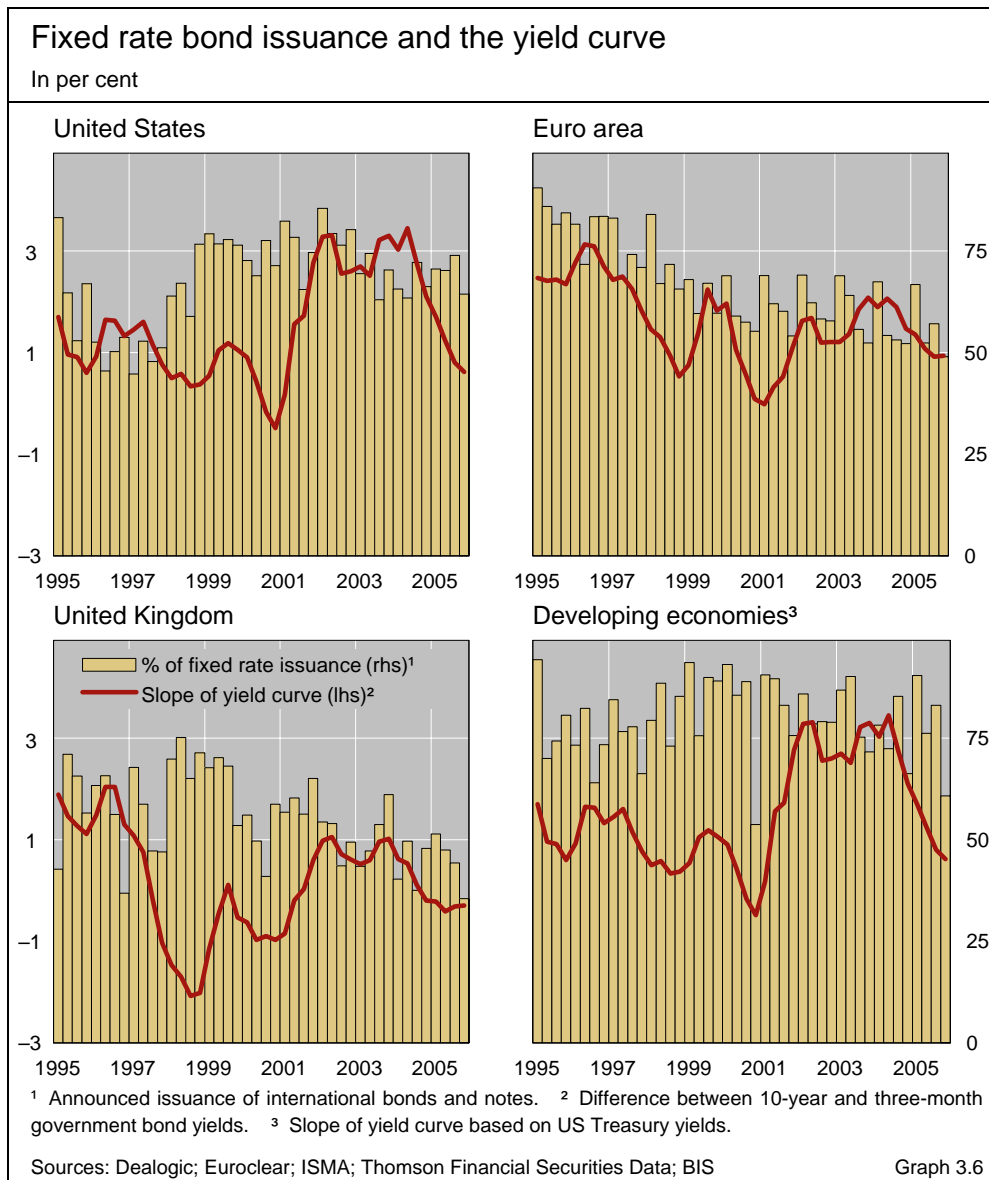 Fixed rate bond issuance and the yield curve
In per cent
United States
Euro area
3
1
–1
–3
75
50
25
0
1995 1997 1999 2001 2003 2005
1995 1997 1999 2001 2003 2005
United Kingdom
Developing economies³
% of fixed rate issuance (rhs)¹
Slope of yield curve (lhs)²
3
1
–1
–3
75
50
25
0
1995 1997 1999 2001 2003 2005
1995 1997 1999 2001 2003 2005
¹ Announced issuance of international bonds and notes. ² Difference between 10-year and three-month
government bond yields. ³ Slope of yield curve based on US Treasury yields.
Sources: Dealogic; Euroclear; ISMA; Thomson Financial Securities Data; BIS Graph 3.6